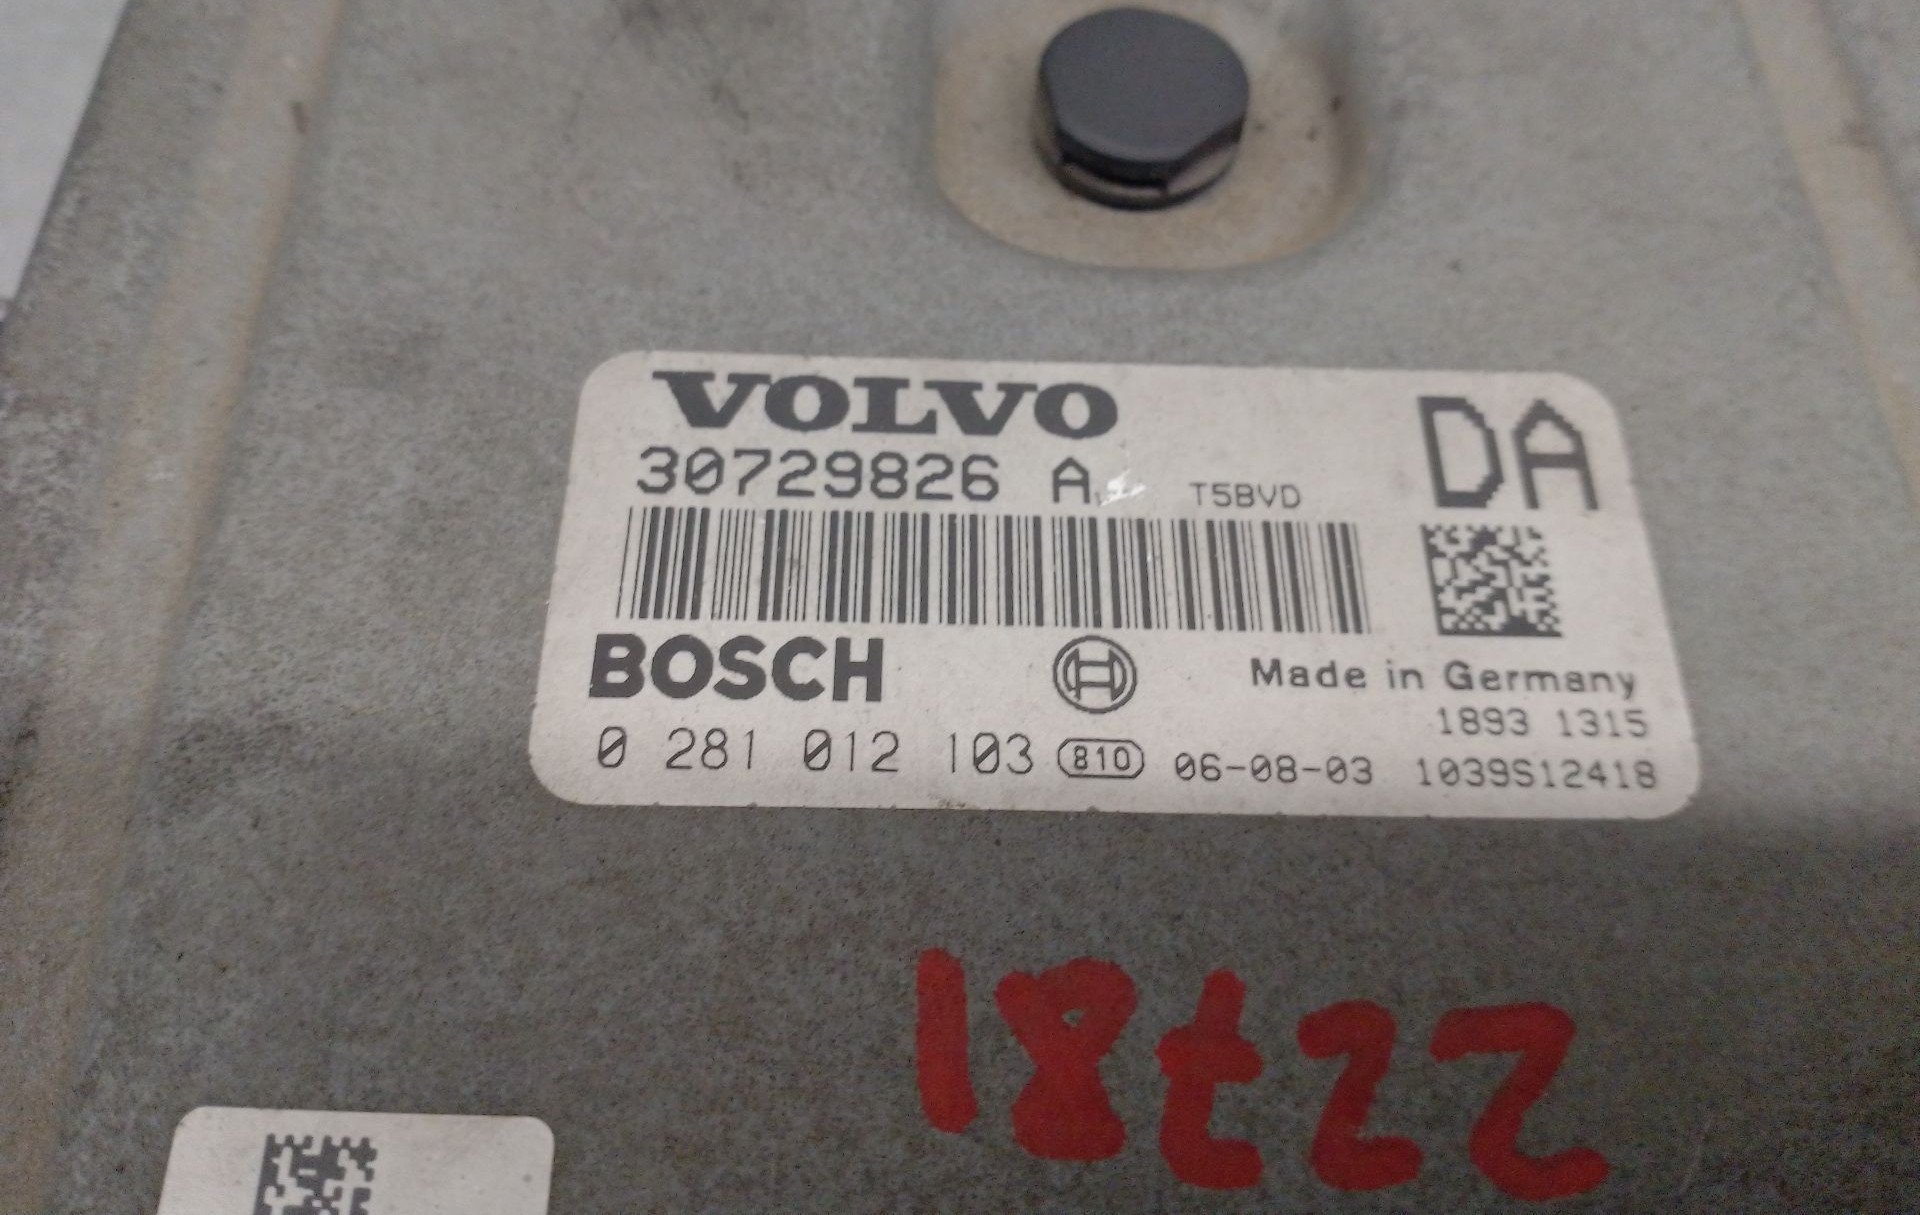 VOLVO
30729826 A T5BVD DA
BOSCH
Made in Germany
1893 1315
0 281 012 103 810 06-08-03 1039S12418
18t22